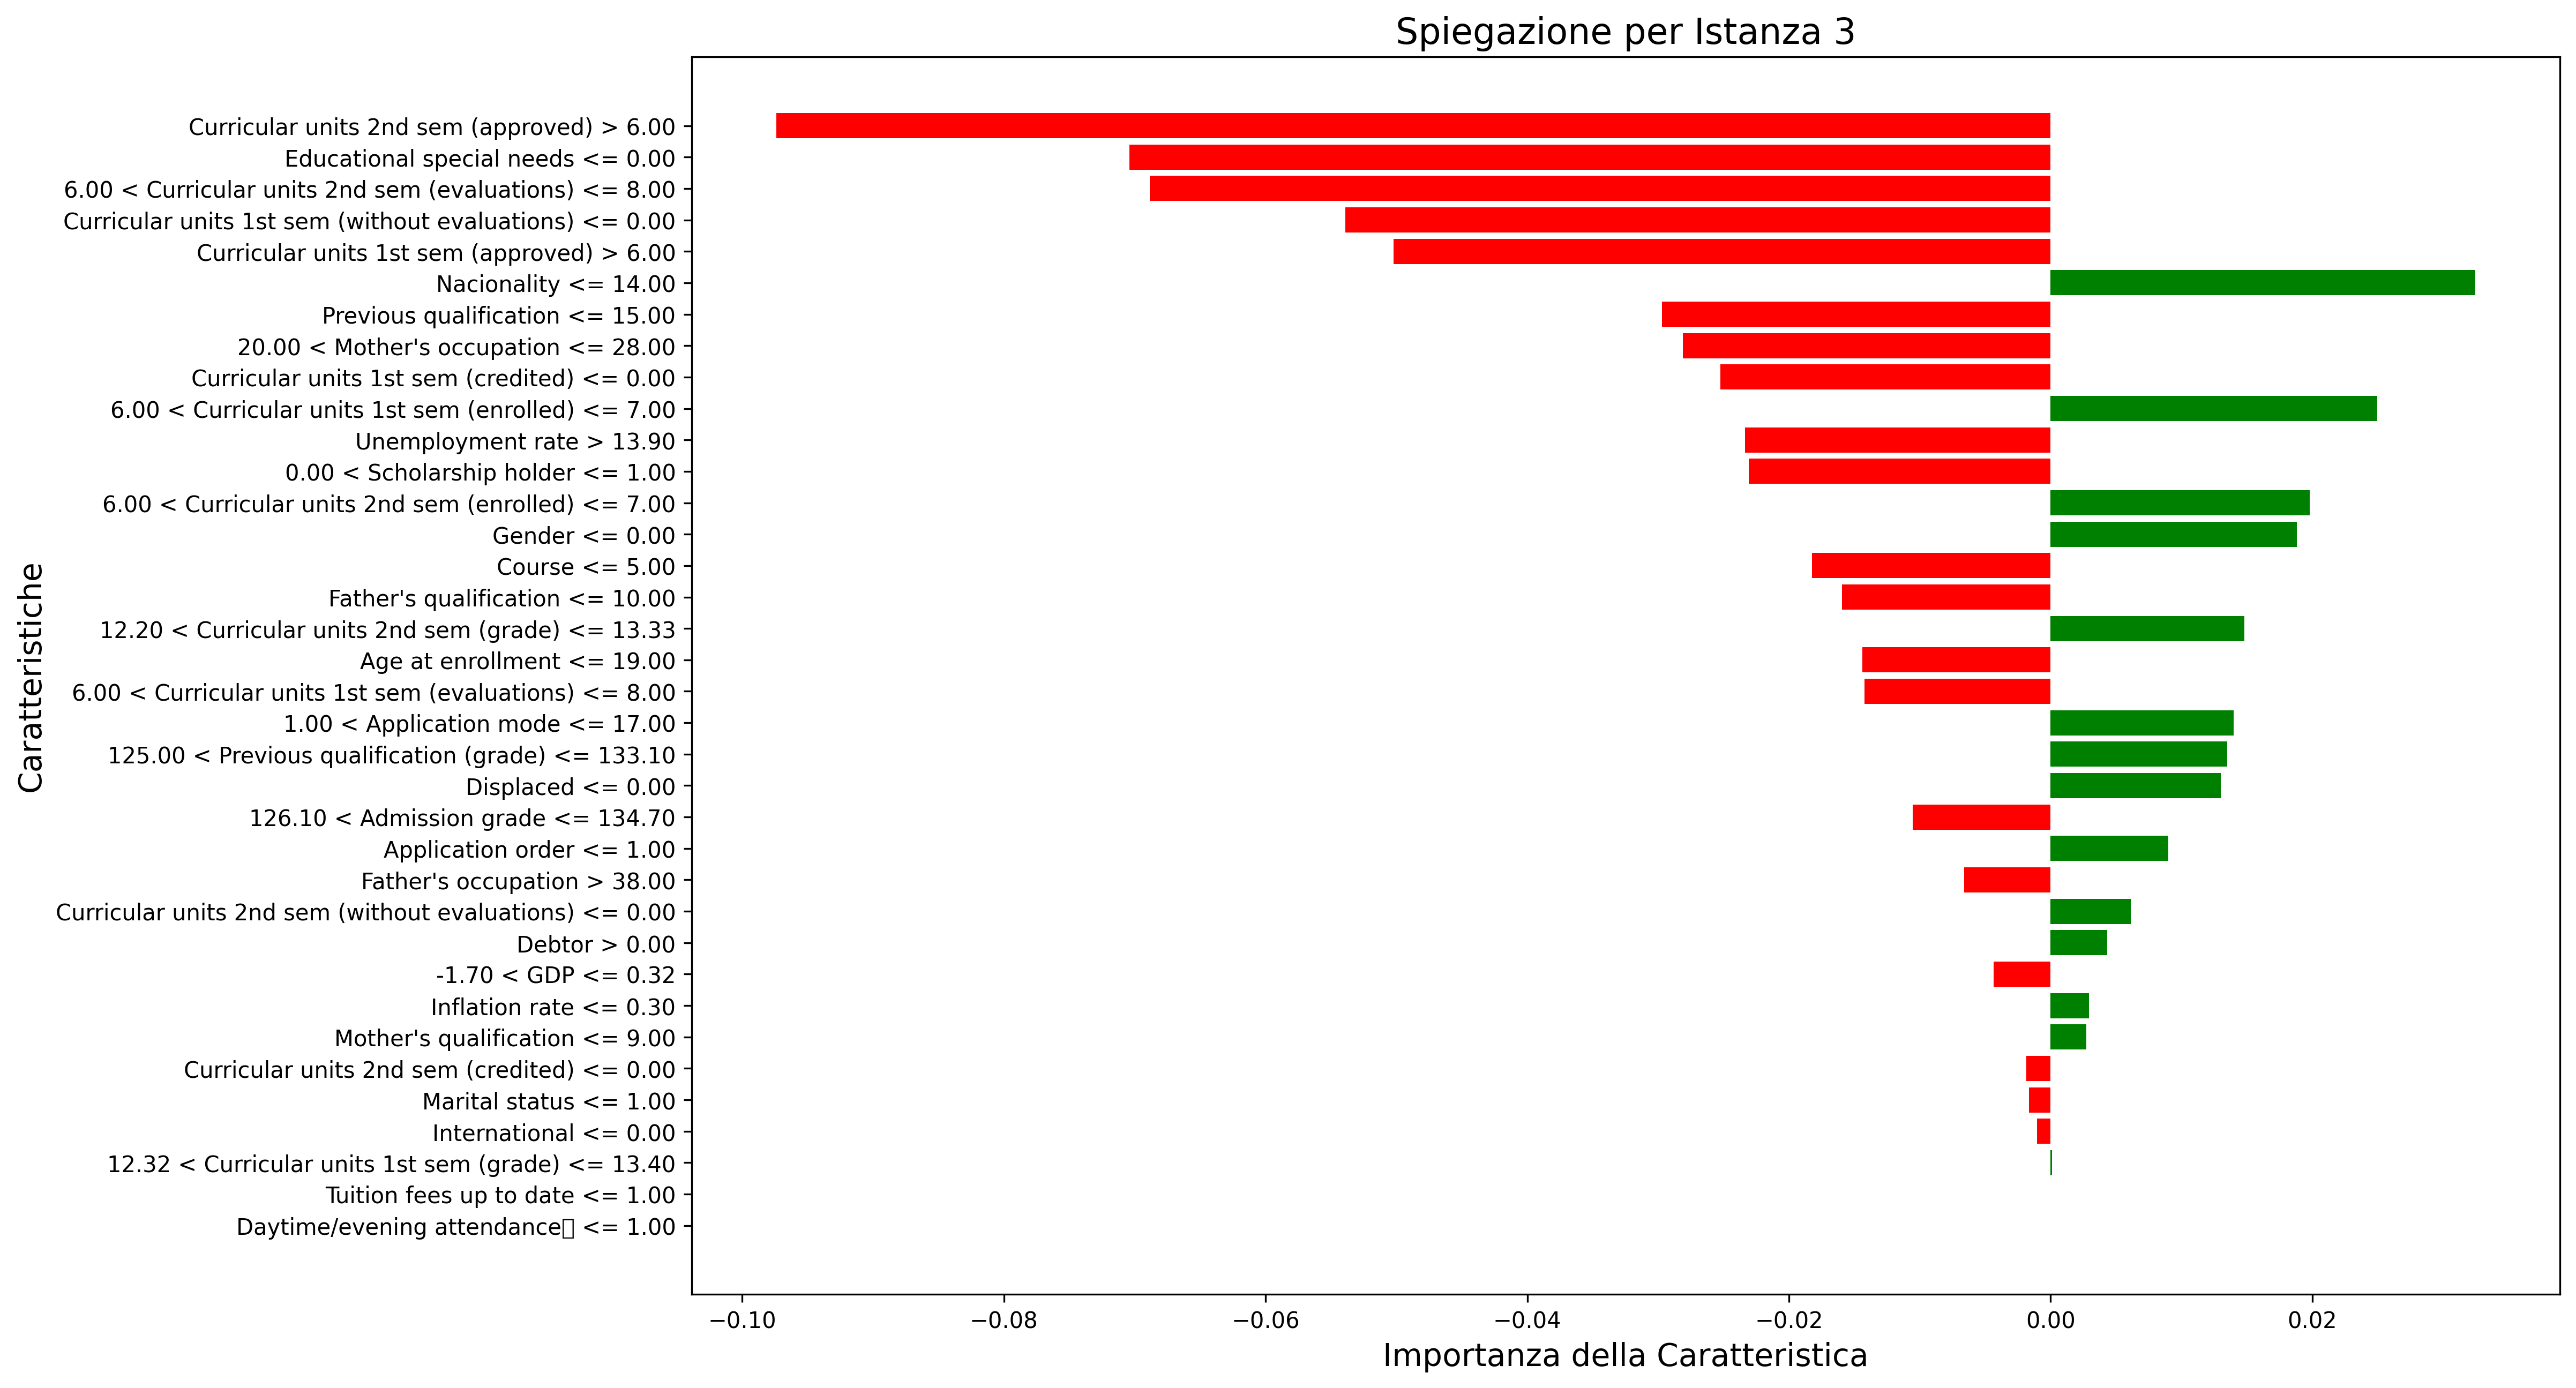 Spiegazione per Istanza 3
Curricular units 2nd sem (approved) > 6.00
Educational special needs <= 0.00
6.00 < Curricular units 2nd sem (evaluations) <= 8.00
Curricular units 1st sem (without evaluations) <= 0.00
Curricular units 1st sem (approved) > 6.00
Nacionality <= 14.00
Previous qualification <= 15.00
20.00 < Mother's occupation <= 28.00
Curricular units 1st sem (credited) <= 0.00
6.00 < Curricular units 1st sem (enrolled) <= 7.00
Unemployment rate > 13.90
0.00 < Scholarship holder <= 1.00
6.00 < Curricular units 2nd sem (enrolled) <= 7.00
Gender <= 0.00
Course <= 5.00
Father's qualification <= 10.00
12.20 < Curricular units 2nd sem (grade) <= 13.33
Age at enrollment <= 19.00
6.00 < Curricular units 1st sem (evaluations) <= 8.00
1.00 < Application mode <= 17.00
125.00 < Previous qualification (grade) <= 133.10
Displaced <= 0.00
126.10 < Admission grade <= 134.70
Application order <= 1.00
Father's occupation > 38.00
Curricular units 2nd sem (without evaluations) <= 0.00
Debtor > 0.00
-1.70 < GDP <= 0.32
Inflation rate <= 0.30
Mother's qualification <= 9.00
Curricular units 2nd sem (credited) <= 0.00
Marital status <= 1.00
International <= 0.00
12.32 < Curricular units 1st sem (grade) <= 13.40
Tuition fees up to date <= 1.00
Daytime/evening attendance▯ <= 1.00
Caratteristiche
−0.10 −0.08 −0.06 −0.04 −0.02 0.00 0.02
Importanza della Caratteristica